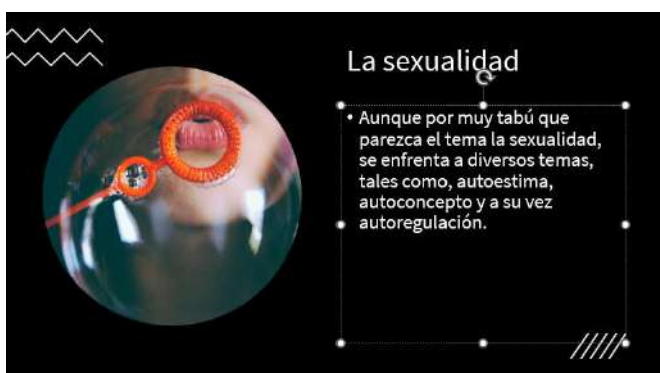 La sexualidad
• Aunque por muy tabú que
parezca el tema la sexualidad,
se enfrenta a diversos temas,
tales como, autoestima,
autoconcepto y a su vez
autoregulación.